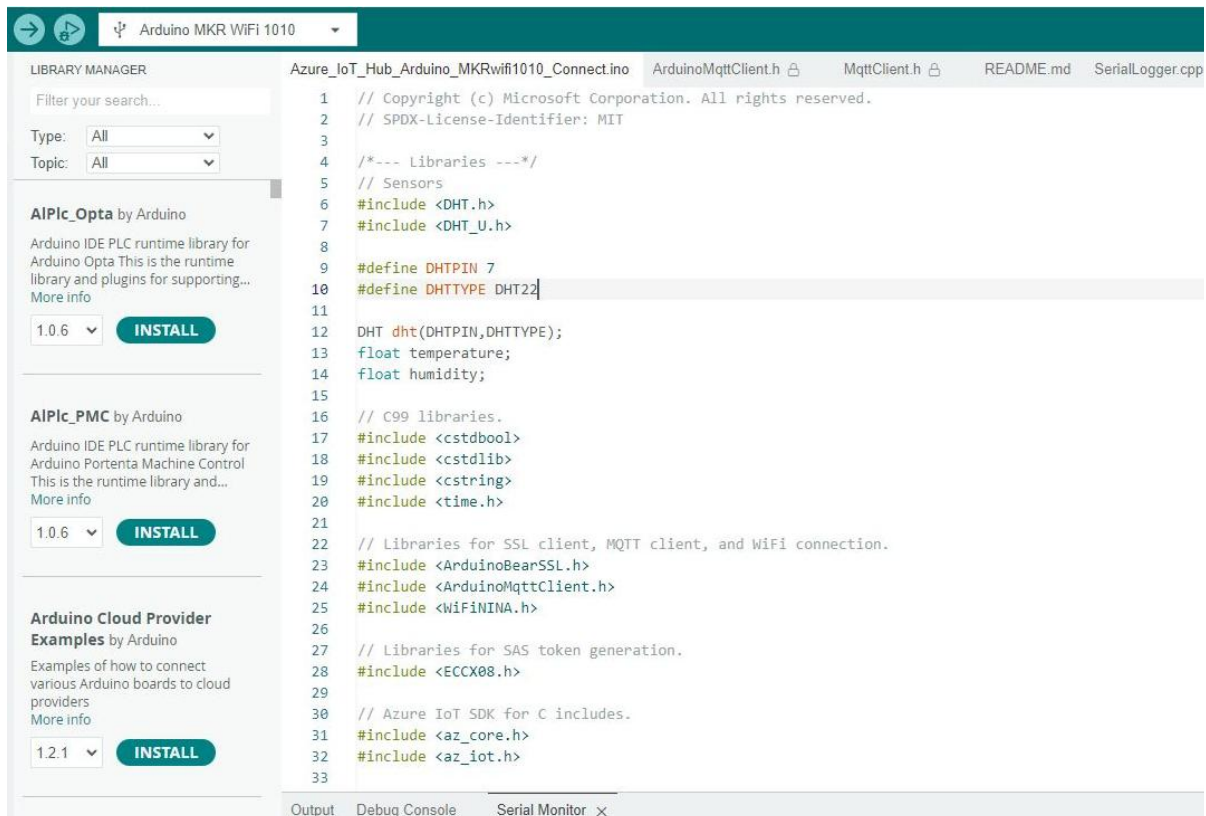 Arduino MKR WiFi 1010
LIBRARY MANAGER
Filter your search...
Type: All
Topic: All
AlPlc_Opta by Arduino
Arduino IDE PLC runtime library for
Arduino Opta This is the runtime
library and plugins for supporting...
More info
1.0.6 INSTALL
AlPlc_PMC by Arduino
Arduino IDE PLC runtime library for
Arduino Portenta Machine Control
This is the runtime library and...
More info
1.0.6 INSTALL
Arduino Cloud Provider
Examples by Arduino
Examples of how to connect
various Arduino boards to cloud
providers
More info
1.2.1 INSTALL
Azure_IoT_Hub_Arduino_MKRwifi1010_Connect.ino ArduinoMqttClient.h MqttClient.h README.md SerialLogger.cpp
1 // Copyright (c) Microsoft Corporation. All rights reserved.
2 // SPDX-License-Identifier: MIT
3
4 /*--- Libraries ---*/
5 // Sensors
6 #include <DHT.h>
7 #include <DHT_U.h>
8
9 #define DHTPIN 7
10 #define DHTTYPE DHT22
11
12 DHT dht(DHTPIN,DHTTYPE);
13 float temperature;
14 float humidity;
15
16 // C99 libraries.
17 #include <cstdbool>
18 #include <cstdlib>
19 #include <cstring>
20 #include <time.h>
21
22 // Libraries for SSL client, MQTT client, and WiFi connection.
23 #include <ArduinoBearSSL.h>
24 #include <ArduinoMqttClient.h>
25 #include <WiFiNINA.h>
26
27 // Libraries for SAS token generation.
28 #include <ECCX08.h>
29
30 // Azure IoT SDK for C includes.
31 #include <az_core.h>
32 #include <az_iot.h>
33
Output Debug Console Serial Monitor